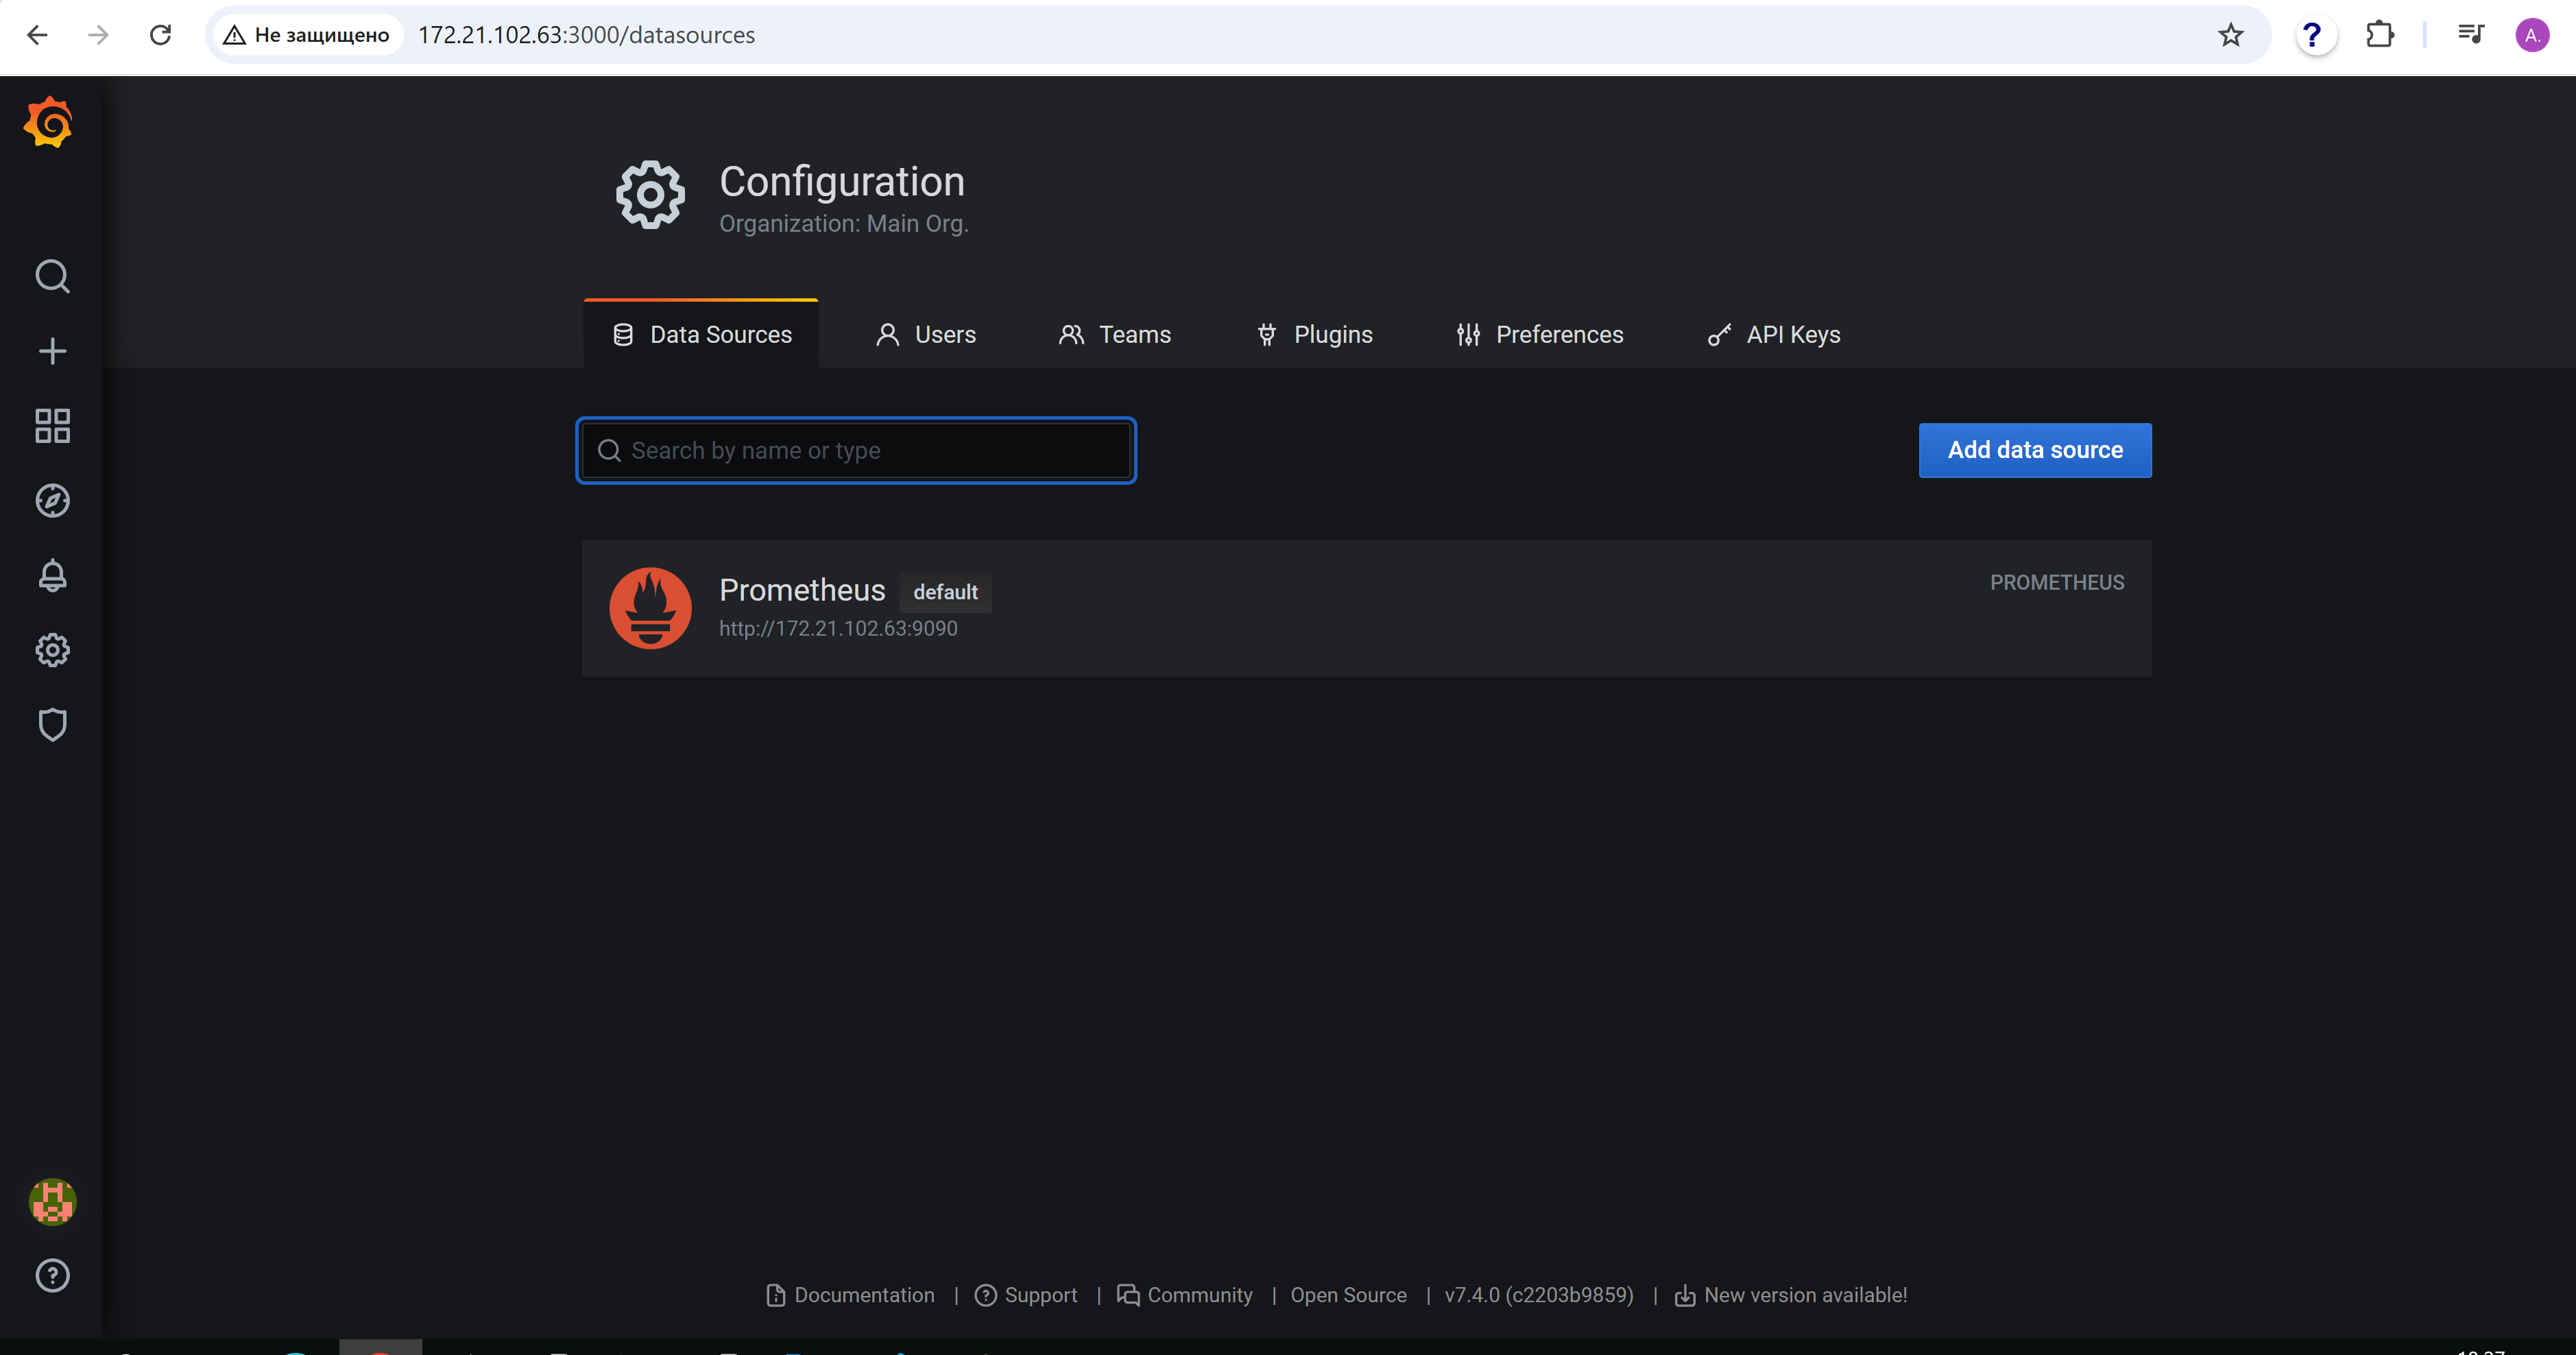 Не защищено 172.21.102.63:3000/datasources
?
A.
Configuration
Organization: Main Org.
Data Sources
Users
Teams
Plugins
Preferences
API Keys
Search by name or type
Add data source
Prometheus default
PROMETHEUS
http://172.21.102.63:9090
Documentation | Support | Community | Open Source | v7.4.0 (c2203b9859) | New version available!